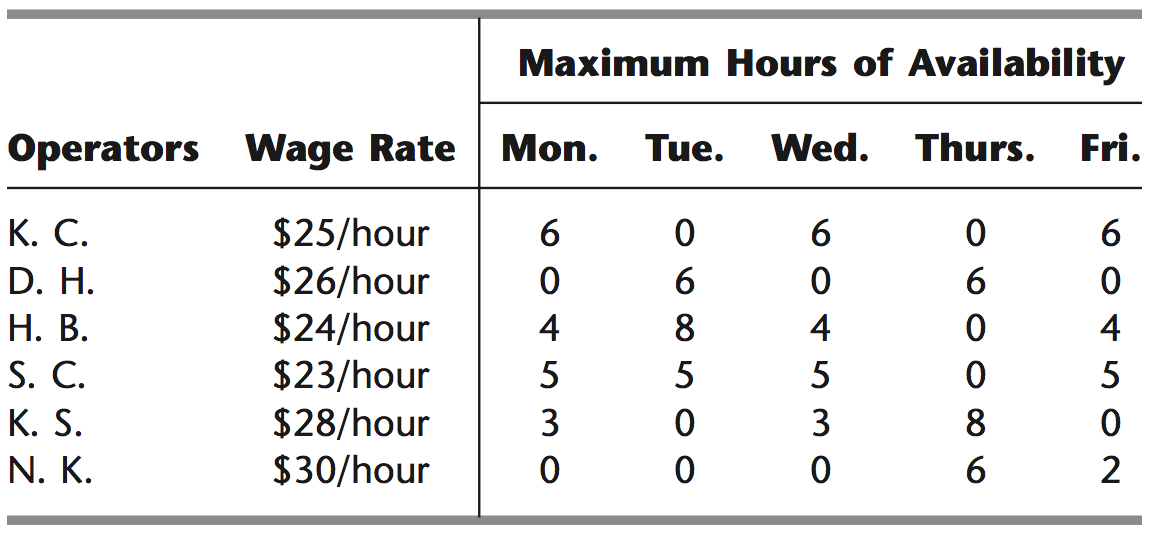 Maximum Hours of Availability
Operators Wage Rate Mon. Tue. Wed. Thurs. Fri.
K. C. $25/hour 6 0 6 0 6
D. H. $26/hour 0 6 0 6 0
H. B. $24/hour 4 8 4 0 4
S. C. $23/hour 5 5 5 0 5
K. S. $28/hour 3 0 3 8 0
N. K. $30/hour 0 0 0 6 2